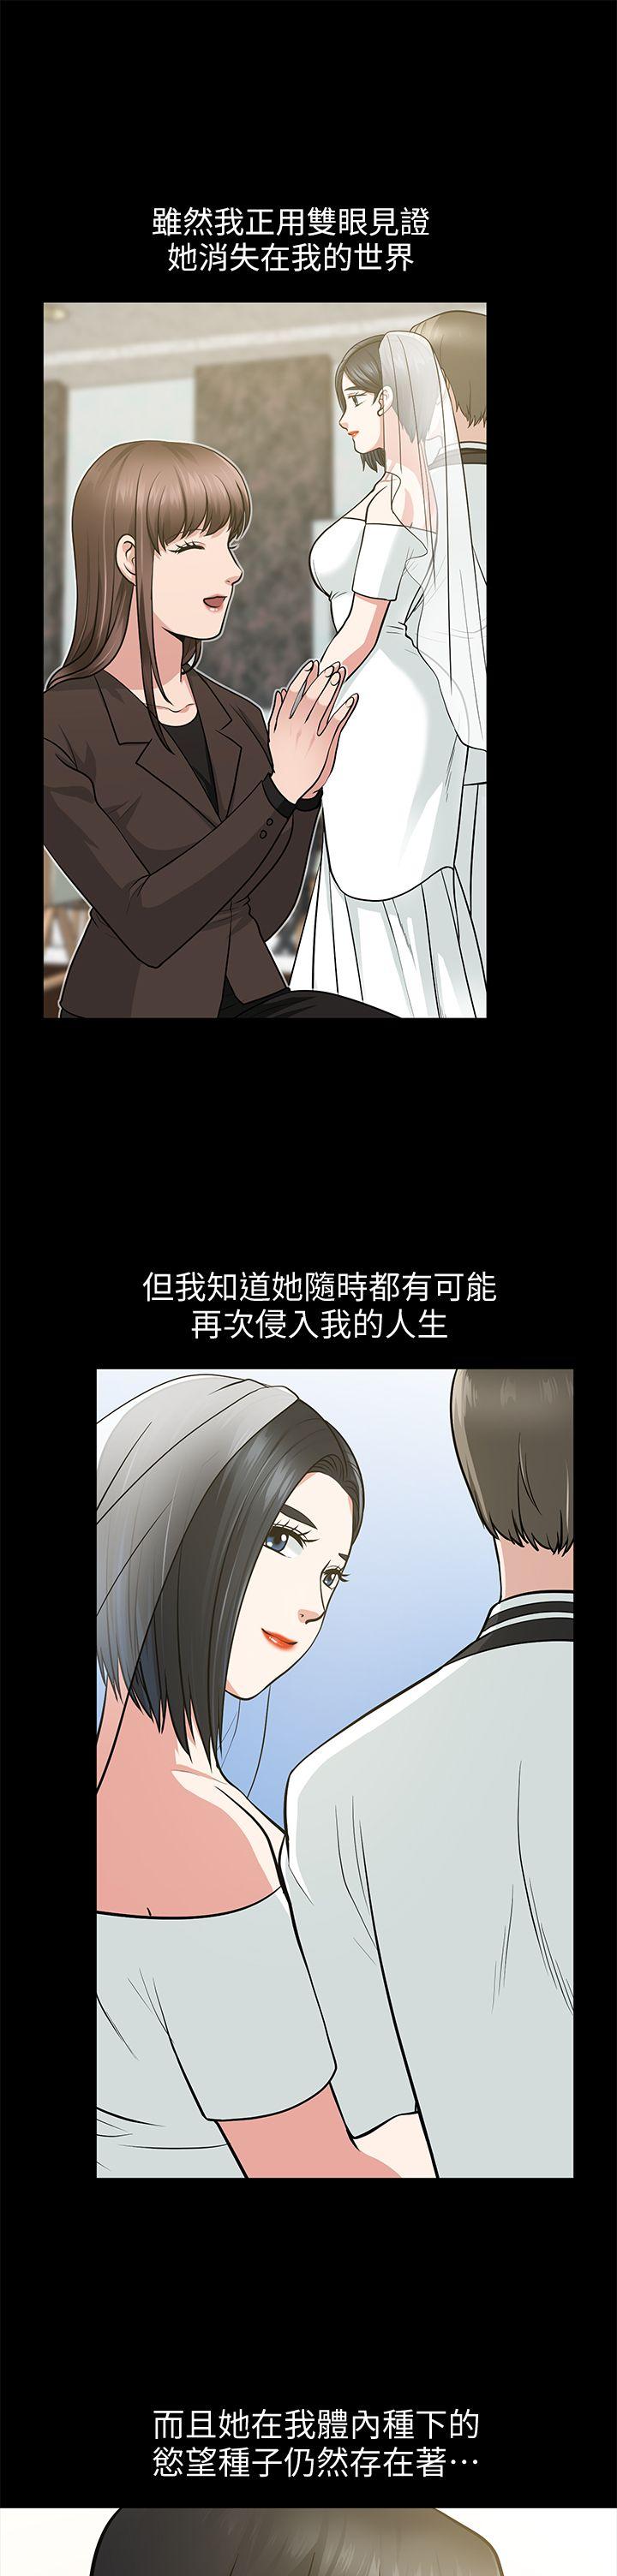 雖然我正用雙眼見證
她消失在我的世界
但我知道她隨時都有可能
再次侵入我的人生
而且她在我體內種下的
慾望種子仍然存在著⋯